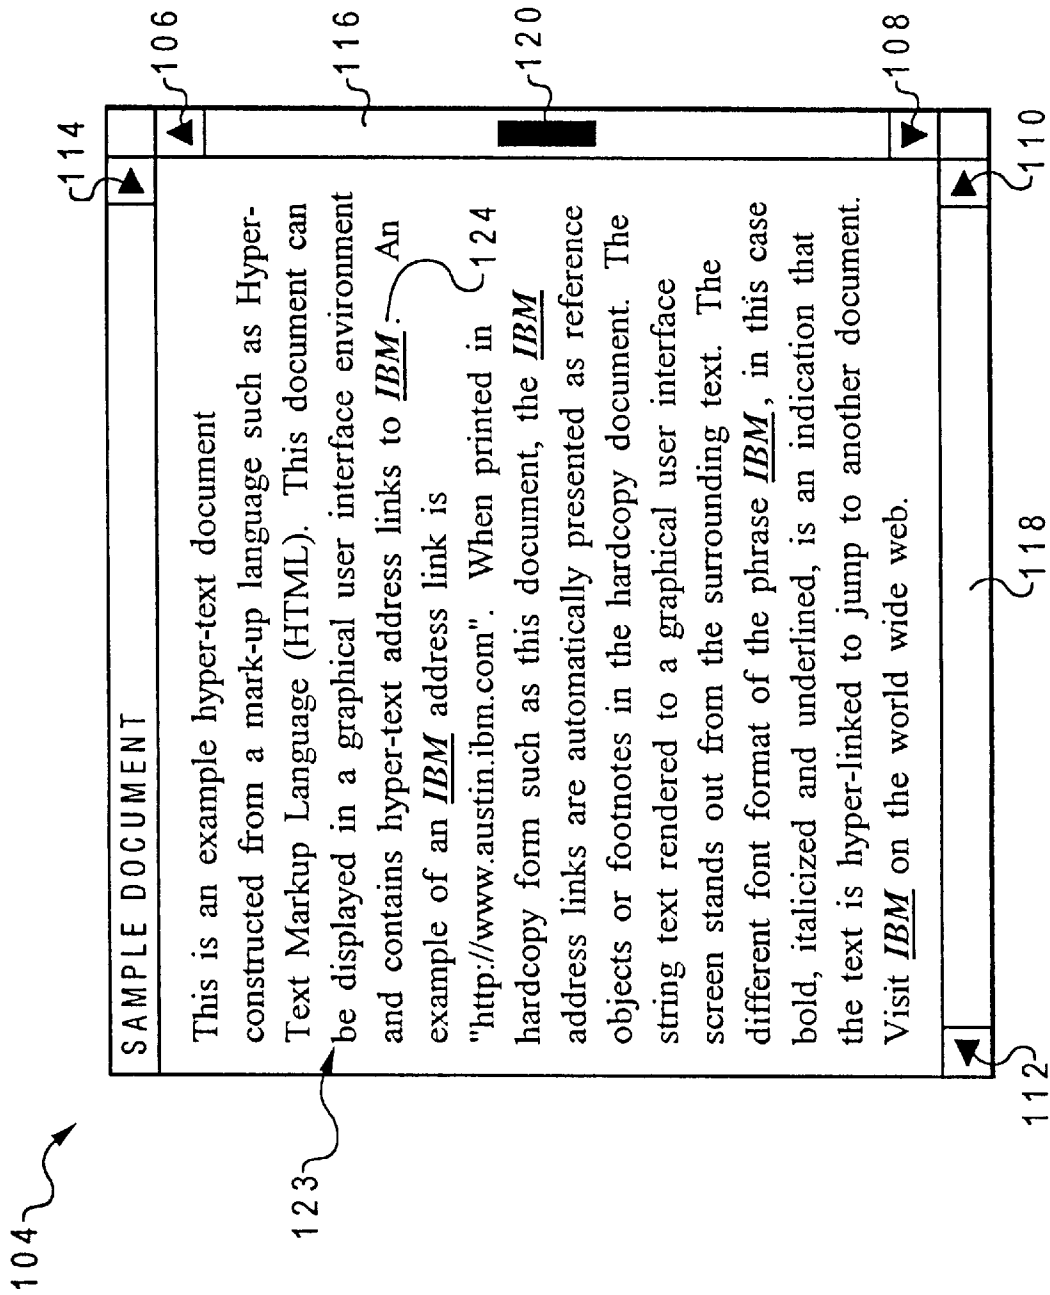 104
114
SAMPLE DOCUMENT
106
This is an example hyper-text document
constructed from a mark-up language such as Hyper-
Text Markup Language (HTML). This document can
116
123
be displayed in a graphical user interface environment
and contains hyper-text address links to IBM. An
example of an IBM address link is
124
"http://www.austin.ibm.com". When printed in
hardcopy form such as this document, the IBM
120
address links are automatically presented as reference
objects or footnotes in the hardcopy document. The
string text rendered to a graphical user interface
screen stands out from the surrounding text. The
different font format of the phrase IBM, in this case
bold, italicized and underlined, is an indication that
the text is hyper-linked to jump to another document.
Visit IBM on the world wide web.
108
112
118
110